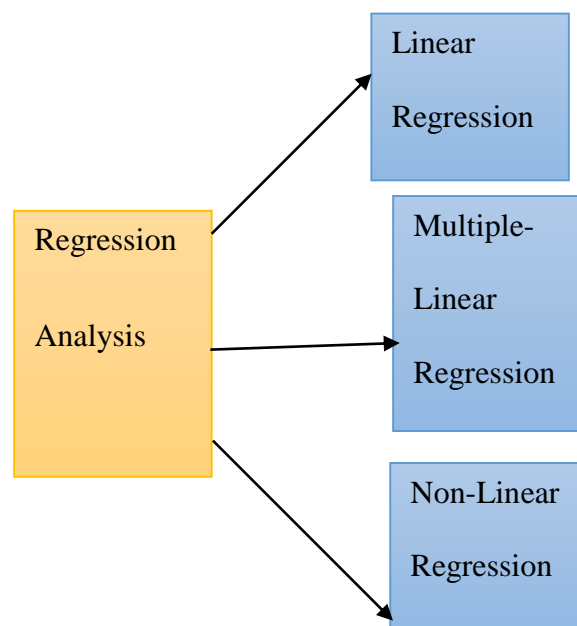 Linear
Regression
Regression
Analysis
Multiple-
Linear
Regression
Non-Linear
Regression